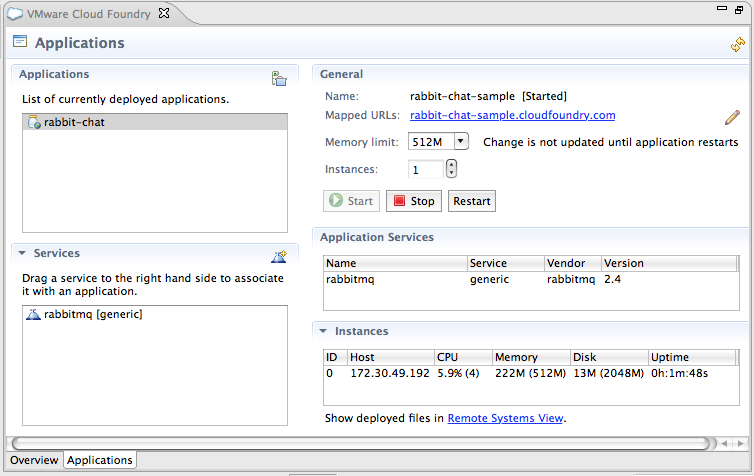 VMware Cloud Foundry
Applications
Applications
List of currently deployed applications.
rabbit-chat
Services
Drag a service to the right hand side to associate
it with an application.
rabbitmq [generic]
General
Name: rabbit-chat-sample [Started]
Mapped URLs: rabbit-chat-sample.cloudfoundry.com
Memory limit: 512M Change is not updated until application restarts
Instances: 1
Start Stop Restart
Application Services
Name Service Vendor Version
rabbitmq generic rabbitmq 2.4
Instances
ID Host CPU Memory Disk Uptime
0 172.30.49.192 5.9% (4) 222M (512M) 13M (2048M) 0h:1m:48s
Show deployed files in Remote Systems View.
Overview Applications